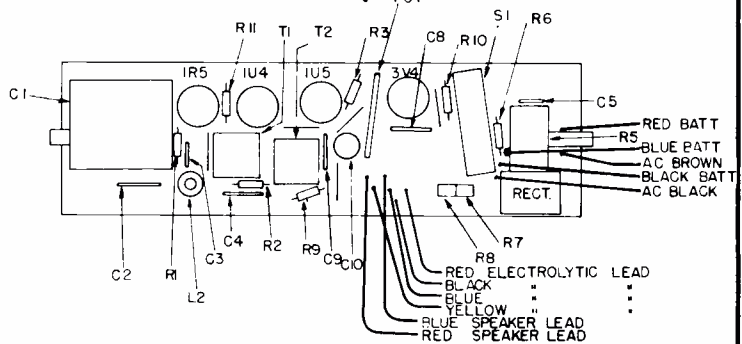 R11 T1 T2 R3 C8 R10 S1 R6
1R5 1U4 1U5 3V4
C1
C5
RED BATT
R5
BLUE BATT
AC BROWN
BLACK BATT
AC BLACK
RECT.
C2 R1 L2 C3 C4 R2 R9 C9 C10 R8 R7
RED ELECTROLYTIC LEAD
BLACK " "
BLUE " "
YELLOW " "
BLUE SPEAKER LEAD
RED SPEAKER LEAD